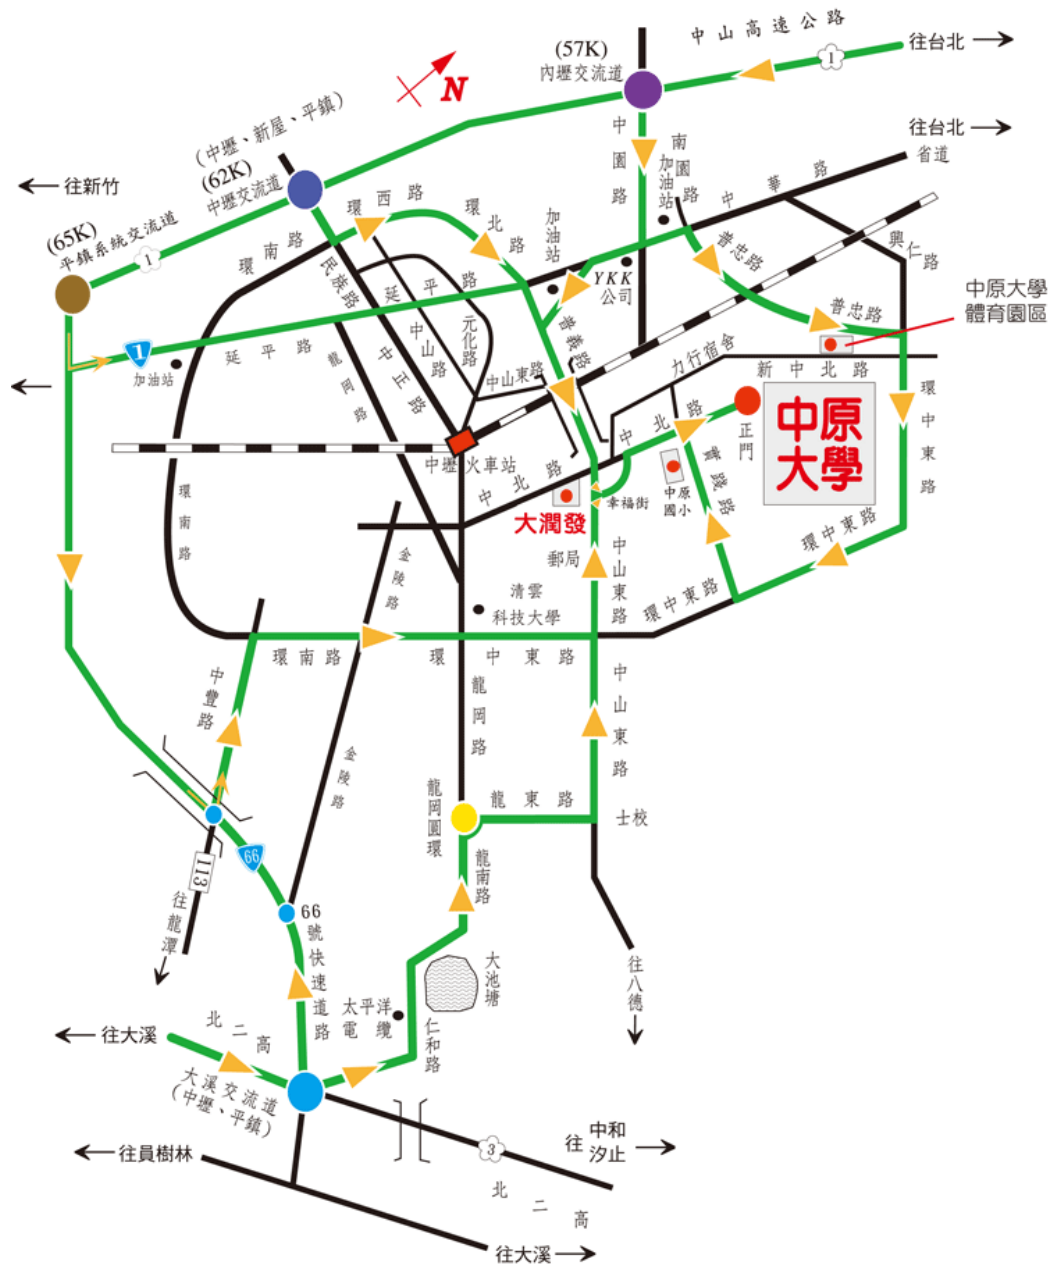 中山高速公路
往台北
1
(57K)
內壢交流道
N
往台北
省道
(中壢、新屋、平鎮)
(62K)
中壢交流道
往新竹
(65K)
平鎮系統交流道
1
環西路
環北路
加油站
中園路
南園路
加油站
中華路
興仁路
普忠路
普忠路
中原大學
體育園區
環南路
民族路
延平路
YKK
公司
普義路
中山路
元化路
中正路
龍岡路
延平路
1
加油站
中山東路
力行宿舍
新中北路
環中東路
中原
大學
正門
中北路
實踐路
中原
國小
幸福街
中壢火車站
中北路
大潤發
郵局
中山東路
環中東路
環中東路
環南路
金陵路
清雲
科技大學
環南路
環中東路
中豐路
龍岡路
中山東路
金陵路
龍岡圓環
龍東路
士校
66
113
往龍潭
66
號快速道路
龍南路
大池塘
往八德
太平洋
電纜
仁和路
往大溪
北二高
大溪交流道
(中壢、平鎮)
往員樹林
3
往
中和
汐止
北二高
往大溪